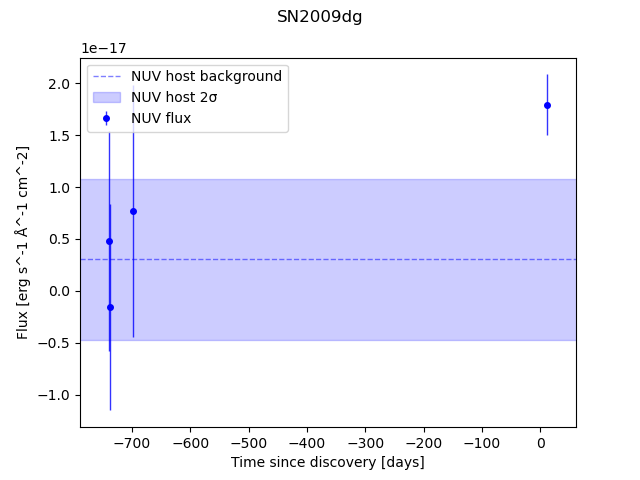 SN2009dg
1e−17
NUV host background
NUV host 2σ
NUV flux
2.0
1.5
1.0
0.5
0.0
−0.5
−1.0
Flux [erg s^-1 Å^-1 cm^-2]
−700 −600 −500 −400 −300 −200 −100 0
Time since discovery [days]